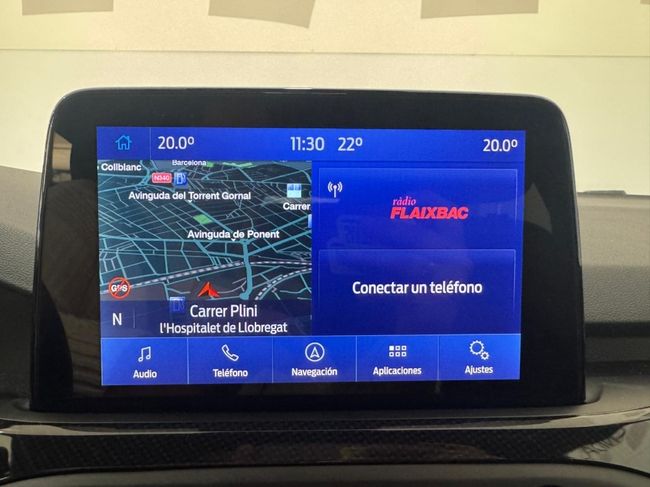 20.0º 11:30 22º 20.0º
Collblanc
Barcelona
N340
Avinguda del Torrent Gornal
Carrer
Avinguda de Ponent
GPS
N
Carrer Plini
l'Hospitalet de Llobregat
ràdio
FLAIXBAC
Conectar un teléfono
Audio
Teléfono
Navegación
Aplicaciones
Ajustes